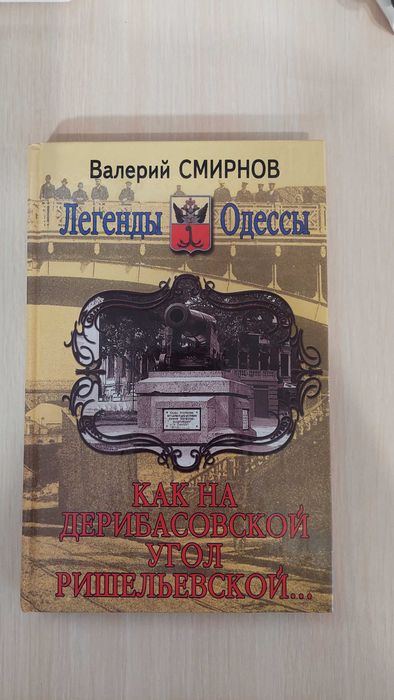 Валерий СМИРНОВ
Легенды Одессы
КАК НА
ДЕРИБАСОВСКОЙ
УГОЛ
РИШЕЛЬЕВСКОЙ...